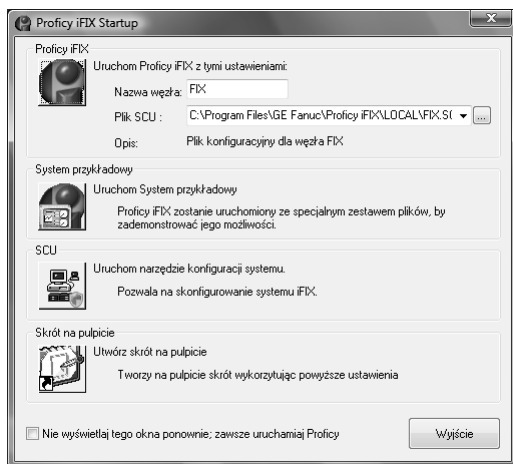 Proficy iFIX Startup
Proficy iFIX
Uruchom Proficy iFIX z tymi ustawieniami:
Nazwa węzła: FIX
Plik SCU : C:\Program Files\GE Fanuc\Proficy iFIX\LOCAL\FIX.S( ...
Opis: Plik konfiguracyjny dla węzła FIX
System przykładowy
Uruchom System przykładowy
Proficy iFIX zostanie uruchomiony ze specjalnym zestawem plików, by
zademonstrować jego możliwości.
SCU
Uruchom narzędzie konfiguracji systemu.
Pozwala na skonfigurowanie systemu iFIX.
Skrót na pulpicie
Utwórz skrót na pulpicie
Tworzy na pulpicie skrót wykorzytując powyższe ustawienia
Nie wyświetlaj tego okna ponownie; zawsze uruchamiaj Proficy
Wyjście